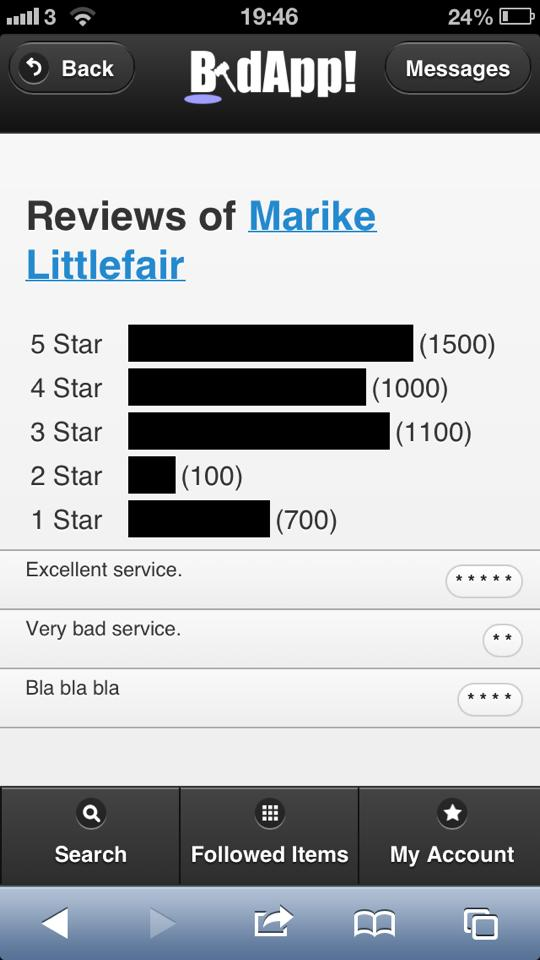 3 19:46 24%
Back BidApp! Messages
Reviews of Marike
Littlefair
5 Star (1500)
4 Star (1000)
3 Star (1100)
2 Star (100)
1 Star (700)
Excellent service. *****
Very bad service. **
Bla bla bla ****
Search Followed Items My Account